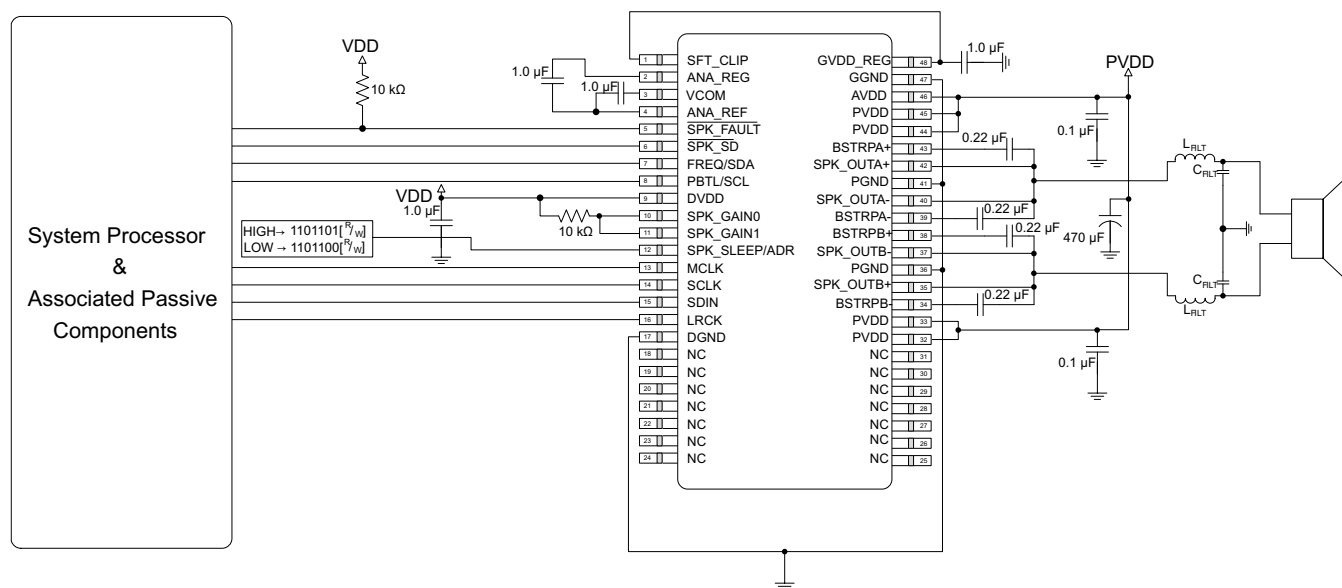 System Processor
&
Associated Passive
Components
VDD
10 kΩ
1.0 µF
1.0 µF
VDD
1.0 µF
10 kΩ
HIGH→ 1101101[R/W]
LOW → 1101100[R/W]
1 SFT_CLIP
2 ANA_REG
3 VCOM
4 ANA_REF
5 SPK_FAULT
6 SPK_SD
7 FREQ/SDA
8 PBTL/SCL
9 DVDD
10 SPK_GAIN0
11 SPK_GAIN1
12 SPK_SLEEP/ADR
13 MCLK
14 SCLK
15 SDIN
16 LRCK
17 DGND
18 NC
19 NC
20 NC
21 NC
22 NC
23 NC
24 NC
GVDD_REG 48
GGND 47
AVDD 46
PVDD 45
PVDD 44
BSTRPA+ 43
SPK_OUTA+ 42
PGND 41
SPK_OUTA- 40
BSTRPA- 39
BSTRPB+ 38
SPK_OUTB- 37
PGND 36
SPK_OUTB+ 35
BSTRPB- 34
PVDD 33
PVDD 32
NC 31
NC 30
NC 29
NC 28
NC 27
NC 26
NC 25
1.0 µF
PVDD
0.1 µF
0.22 µF
0.22 µF
0.22 µF
0.22 µF
470 µF
0.1 µF
LFILT
CFILT
CFILT
LFILT